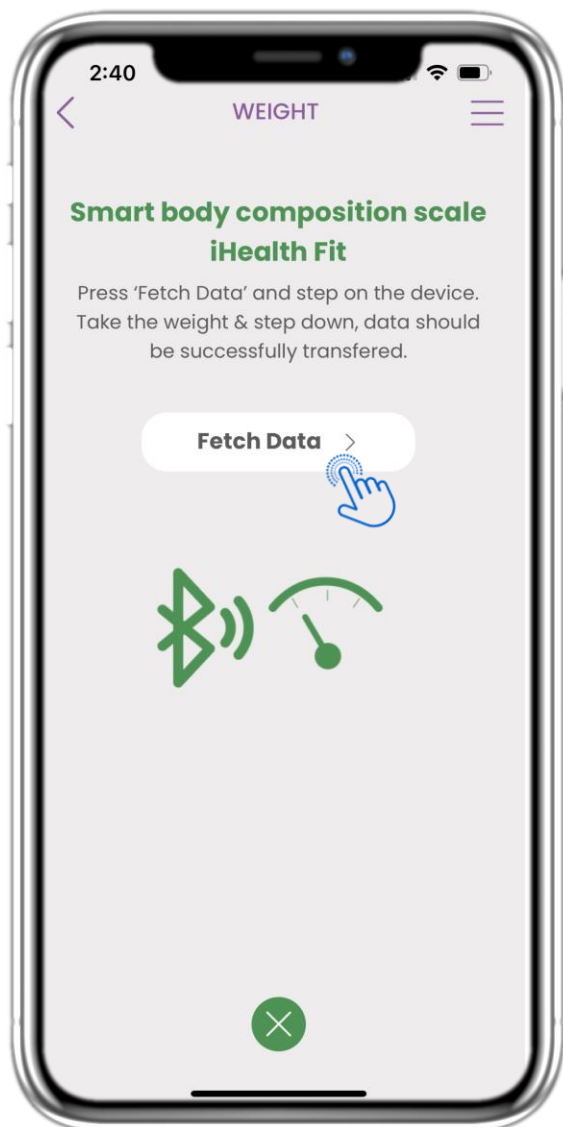 2:40
WEIGHT
Smart body composition scale
iHealth Fit
Press ‘Fetch Data’ and step on the device.
Take the weight & step down, data should
be successfully transfered.
Fetch Data